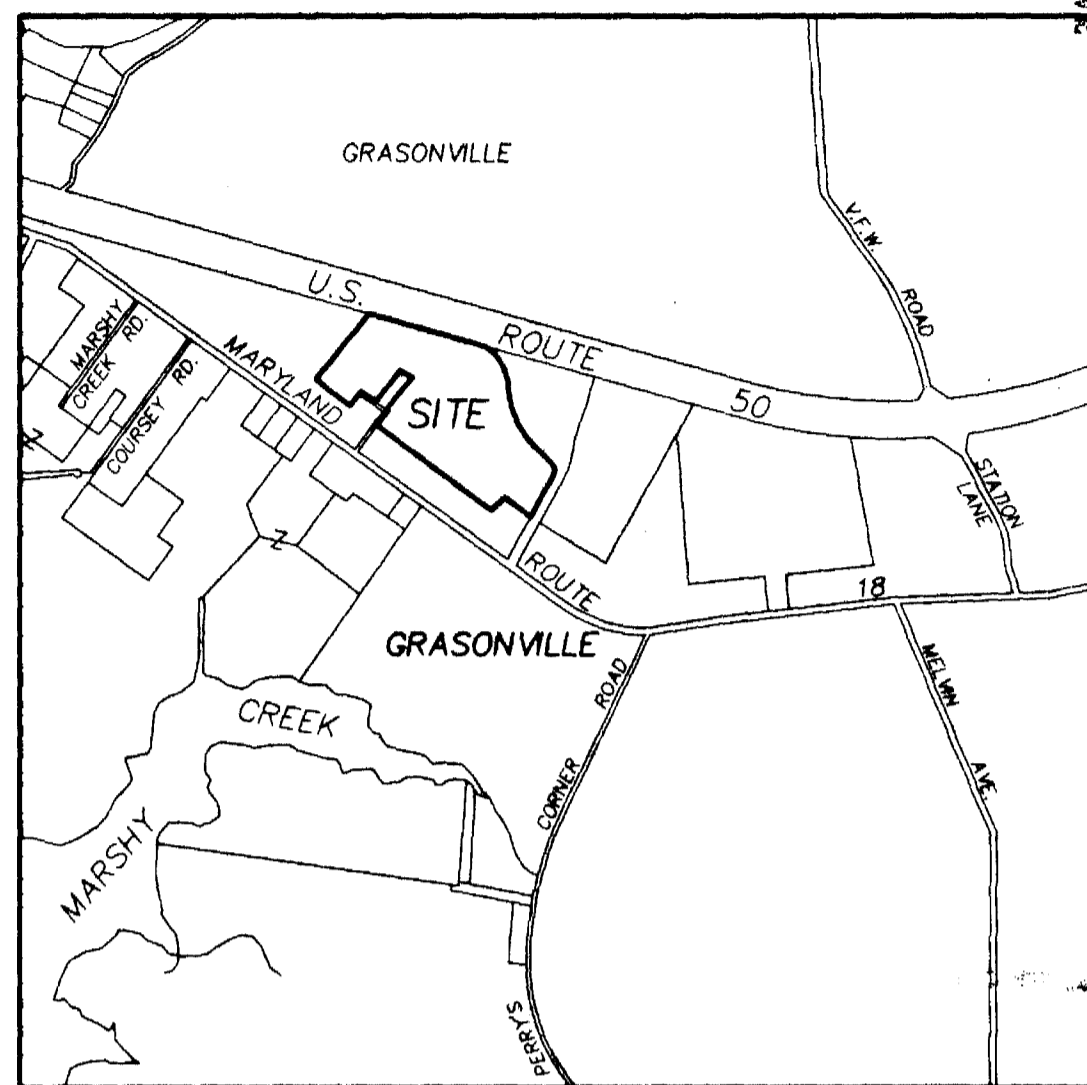 GRASONVILLE
V.F.W.
ROAD
U.S.
ROUTE
50
MARSHY
CREEK RD.
COURSEY RD.
MARYLAND
SITE
STATION
LANE
ROUTE
18
GRASONVILLE
ROAD
MELVIN
AVE.
CREEK
CORNER
MARSHY
PERRY'S